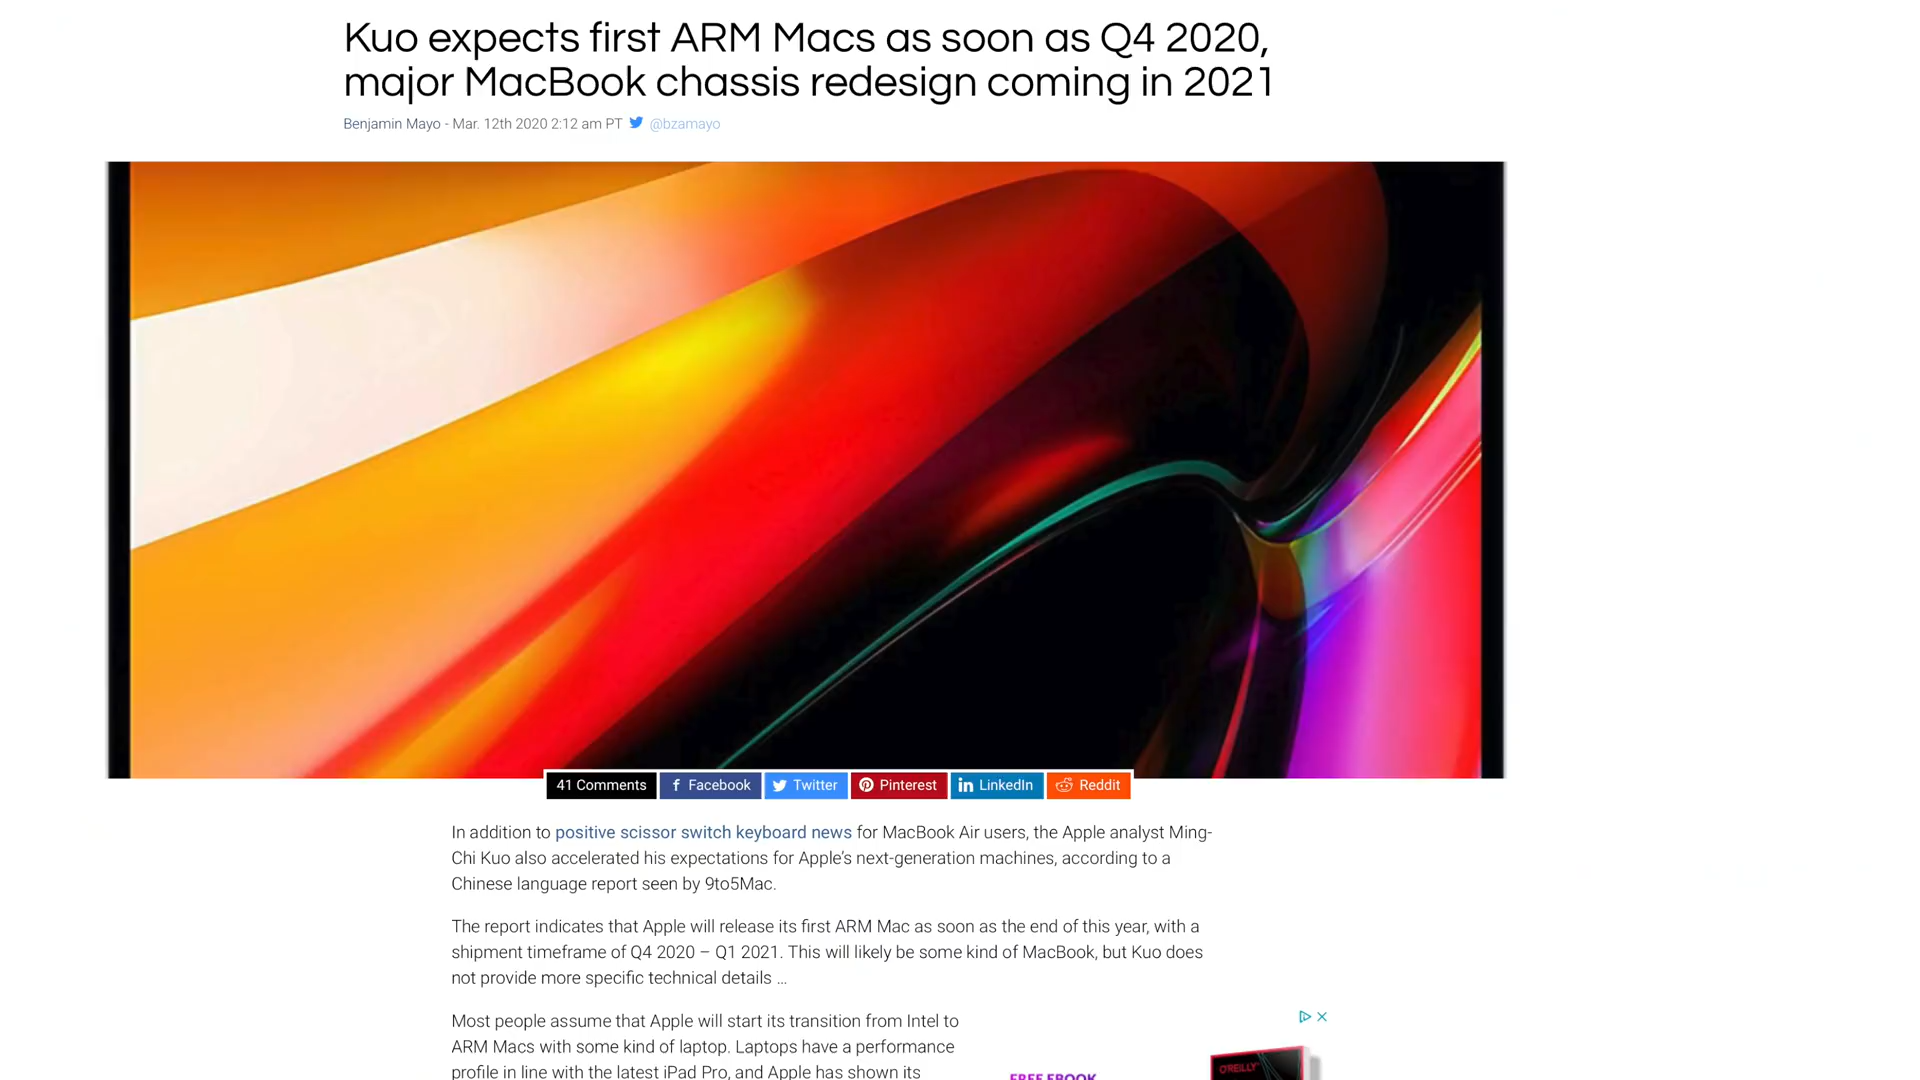 Kuo expects first ARM Macs as soon as Q4 2020,
major MacBook chassis redesign coming in 2021
Benjamin Mayo - Mar. 12th 2020 2:12 am PT @bzamayo
41 Comments Facebook Twitter Pinterest LinkedIn Reddit
In addition to positive scissor switch keyboard news for MacBook Air users, the Apple analyst Ming-
Chi Kuo also accelerated his expectations for Apple’s next-generation machines, according to a
Chinese language report seen by 9to5Mac.
The report indicates that Apple will release its first ARM Mac as soon as the end of this year, with a
shipment timeframe of Q4 2020 – Q1 2021. This will likely be some kind of MacBook, but Kuo does
not provide more specific technical details …
Most people assume that Apple will start its transition from Intel to
ARM Macs with some kind of laptop. Laptops have a performance
profile in line with the latest iPad Pro, and Apple has shown its
FREE EBOOK
O'REILLY